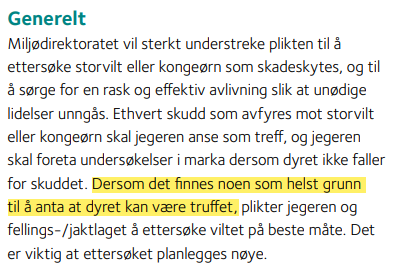 Generelt
Miljødirektoratet vil sterkt understreke plikten til å
ettersøke storvilt eller kongeørn som skadeskytes, og til
å sørge for en rask og effektiv avlivning slik at unødige
lidelser unngås. Ethvert skudd som avfyres mot storvilt
eller kongeørn skal jegeren anse som treff, og jegeren
skal foreta undersøkelser i marka dersom dyret ikke faller
for skuddet. Dersom det finnes noen som helst grunn
til å anta at dyret kan være truffet, plikter jegeren og
fellings-/jaktlaget å ettersøke viltet på beste måte. Det
er viktig at ettersøket planlegges nøye.